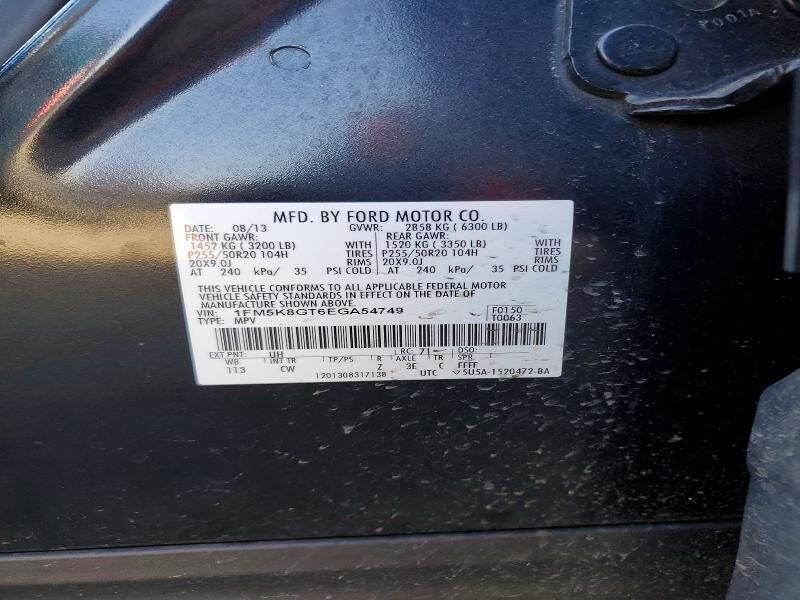 P001A
MFD. BY FORD MOTOR CO.
DATE: 08/13 GVWR: 2858 KG ( 6300 LB)
FRONT GAWR: REAR GAWR:
1452 KG ( 3200 LB) WITH 1520 KG ( 3350 LB) WITH
P255/50R20 104H TIRES P255/50R20 104H TIRES
20X9.0J RIMS 20X9.0J RIMS
AT 240 kPa/ 35 PSI COLD AT 240 kPa/ 35 PSI COLD
THIS VEHICLE CONFORMS TO ALL APPLICABLE FEDERAL MOTOR
VEHICLE SAFETY STANDARDS IN EFFECT ON THE DATE OF
MANUFACTURE SHOWN ABOVE.
VIN: 1FM5K8GT6EGA54749 F0150
TYPE: MPV T0063
EXT PNT: UH RC: 71 DSO:
WB INT TR TP/PS R AXLE TR SPR
113 CW Z 3E C FFFF
1201308317138 UTC ▽5U5A-1520472-BA